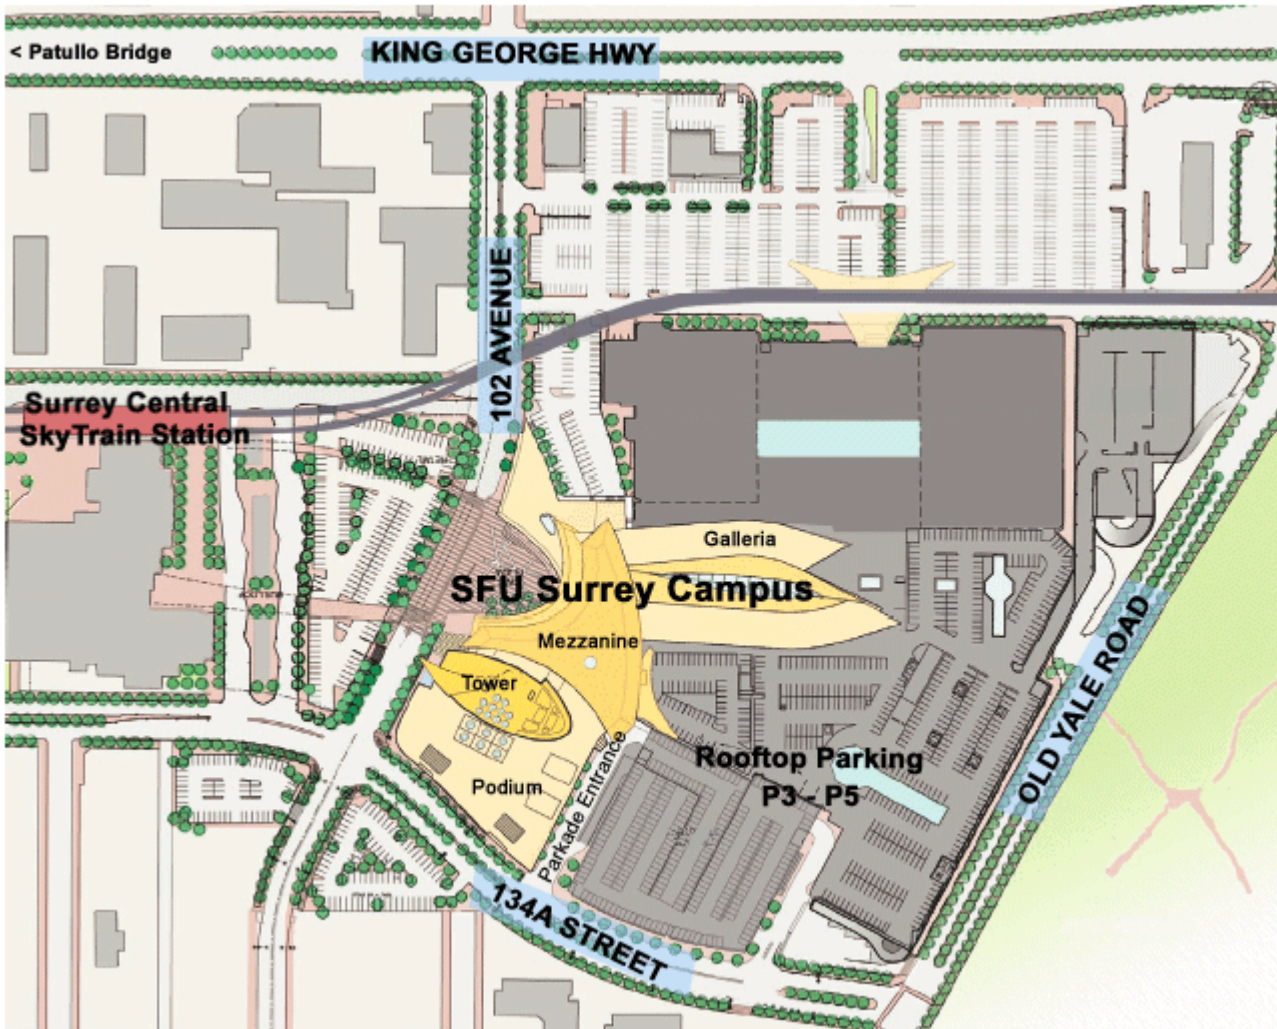 < Patullo Bridge
KING GEORGE HWY
102 AVENUE
Surrey Central
SkyTrain Station
Galleria
SFU Surrey Campus
Mezzanine
Tower
OLD YALE ROAD
Rooftop Parking
P3 - P5
Podium
Parkade Entrance
134A STREET